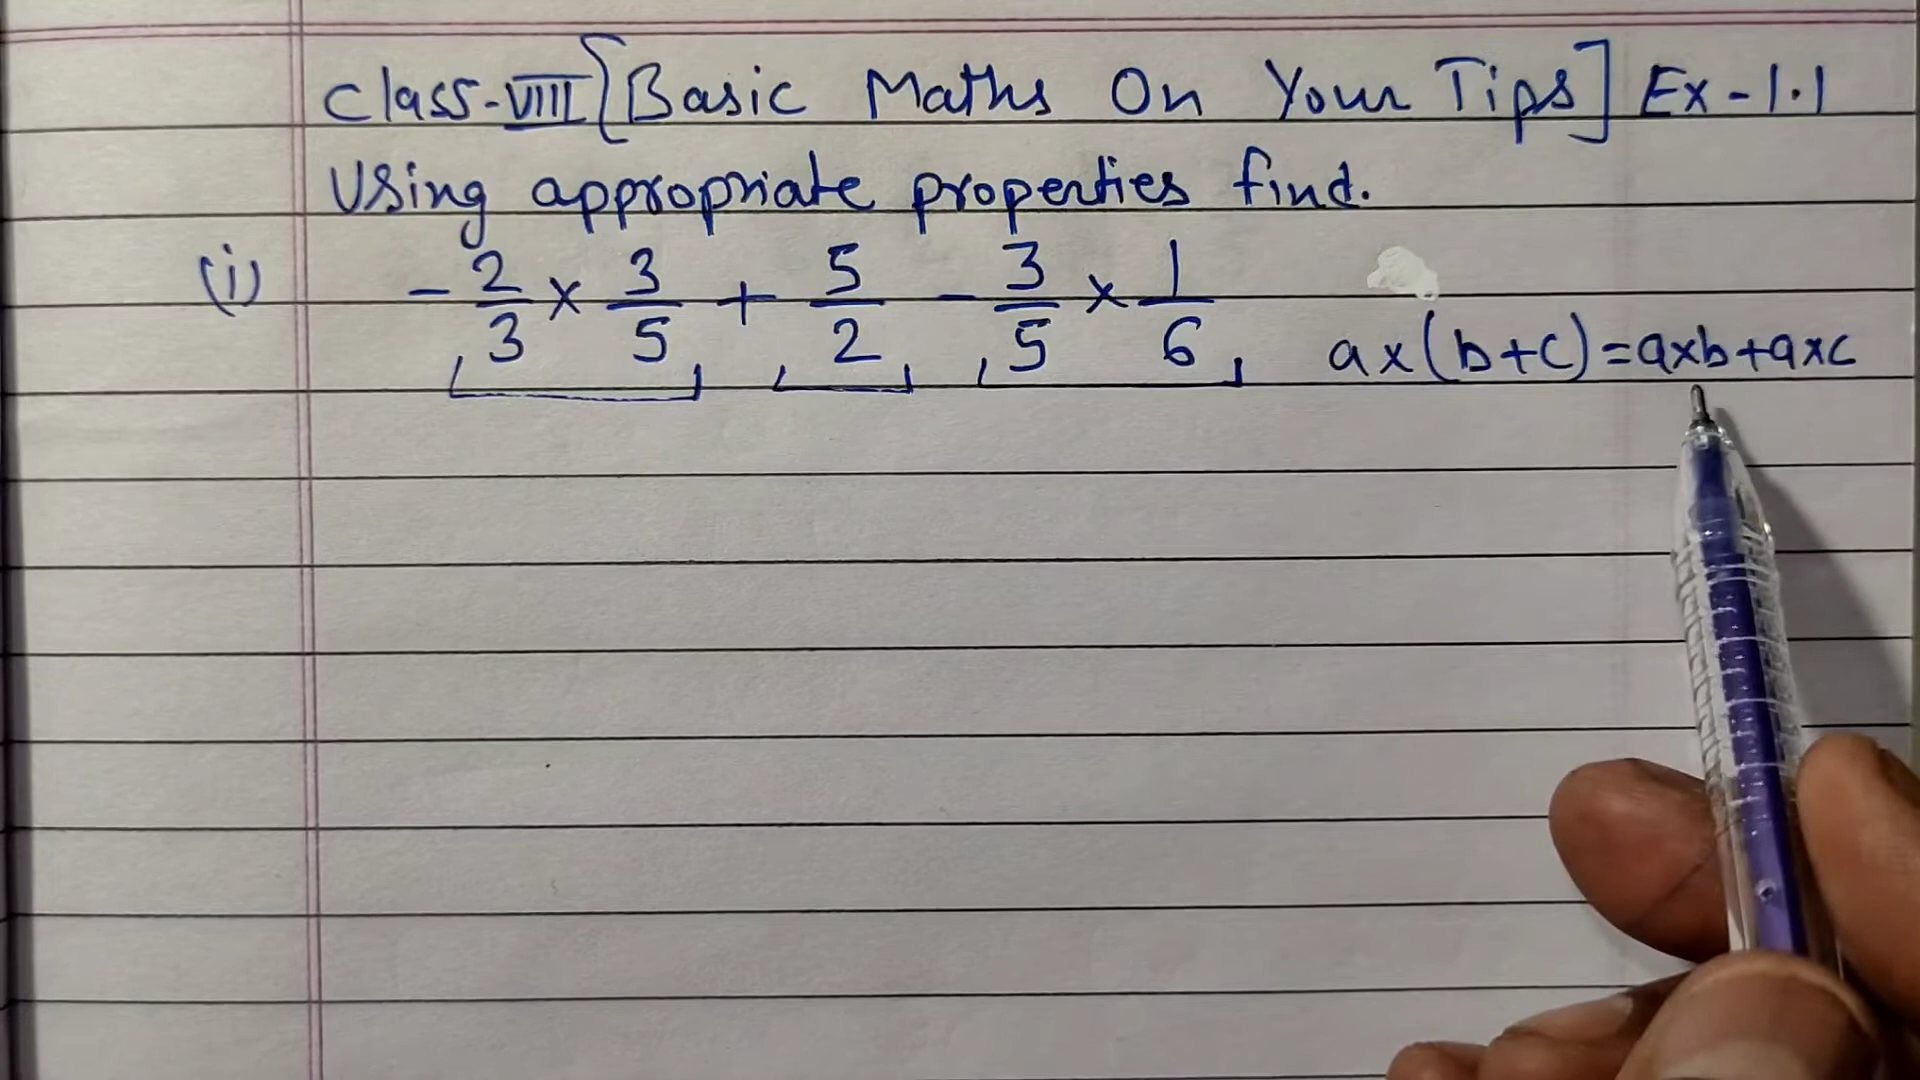 Class-VIII [Basic Maths On Your Tips] Ex-1.1
Using appropriate properties find.
(i) -2/3 × 3/5 + 5/2 - 3/5 × 1/6
a×(b+c)=a×b+a×c